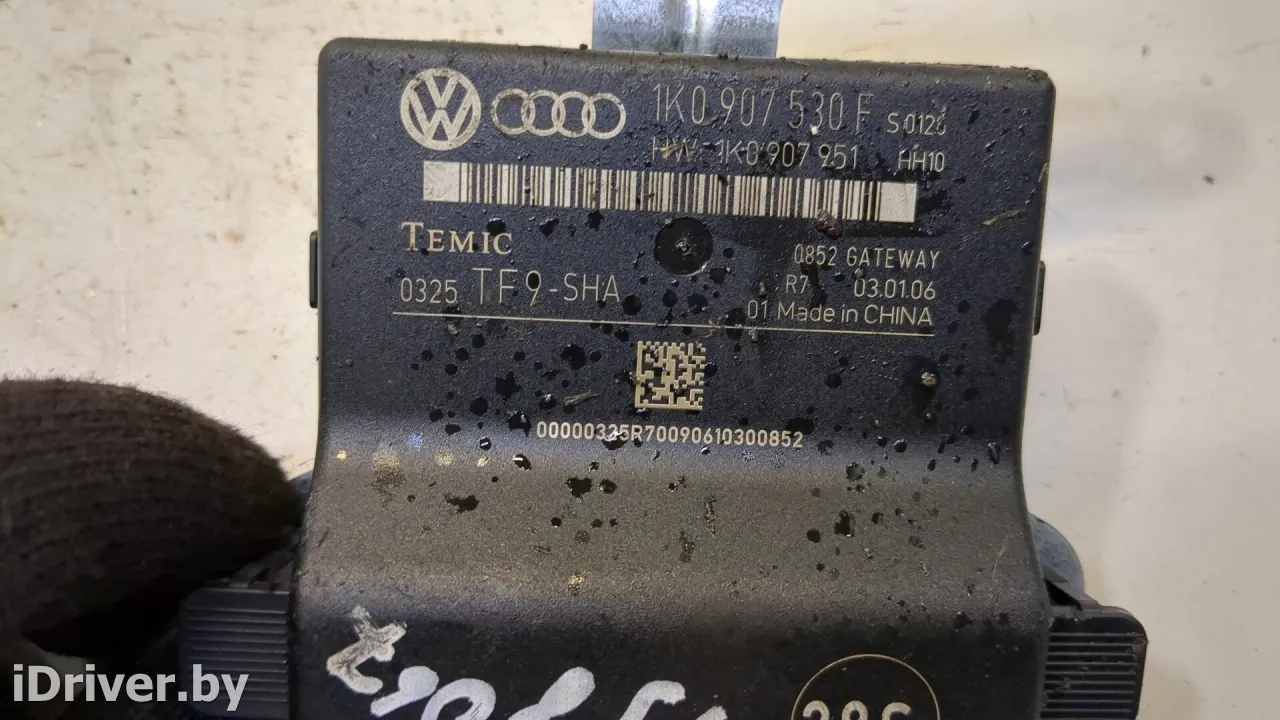 1K0 907 530 F S 0120
HW: 1K0 907 951 HH10
TEMIC
0852 GATEWAY
0325 TF9-SHA
R7 03.01.06
01 Made in CHINA
00000325R70090610300852
iDriver.by